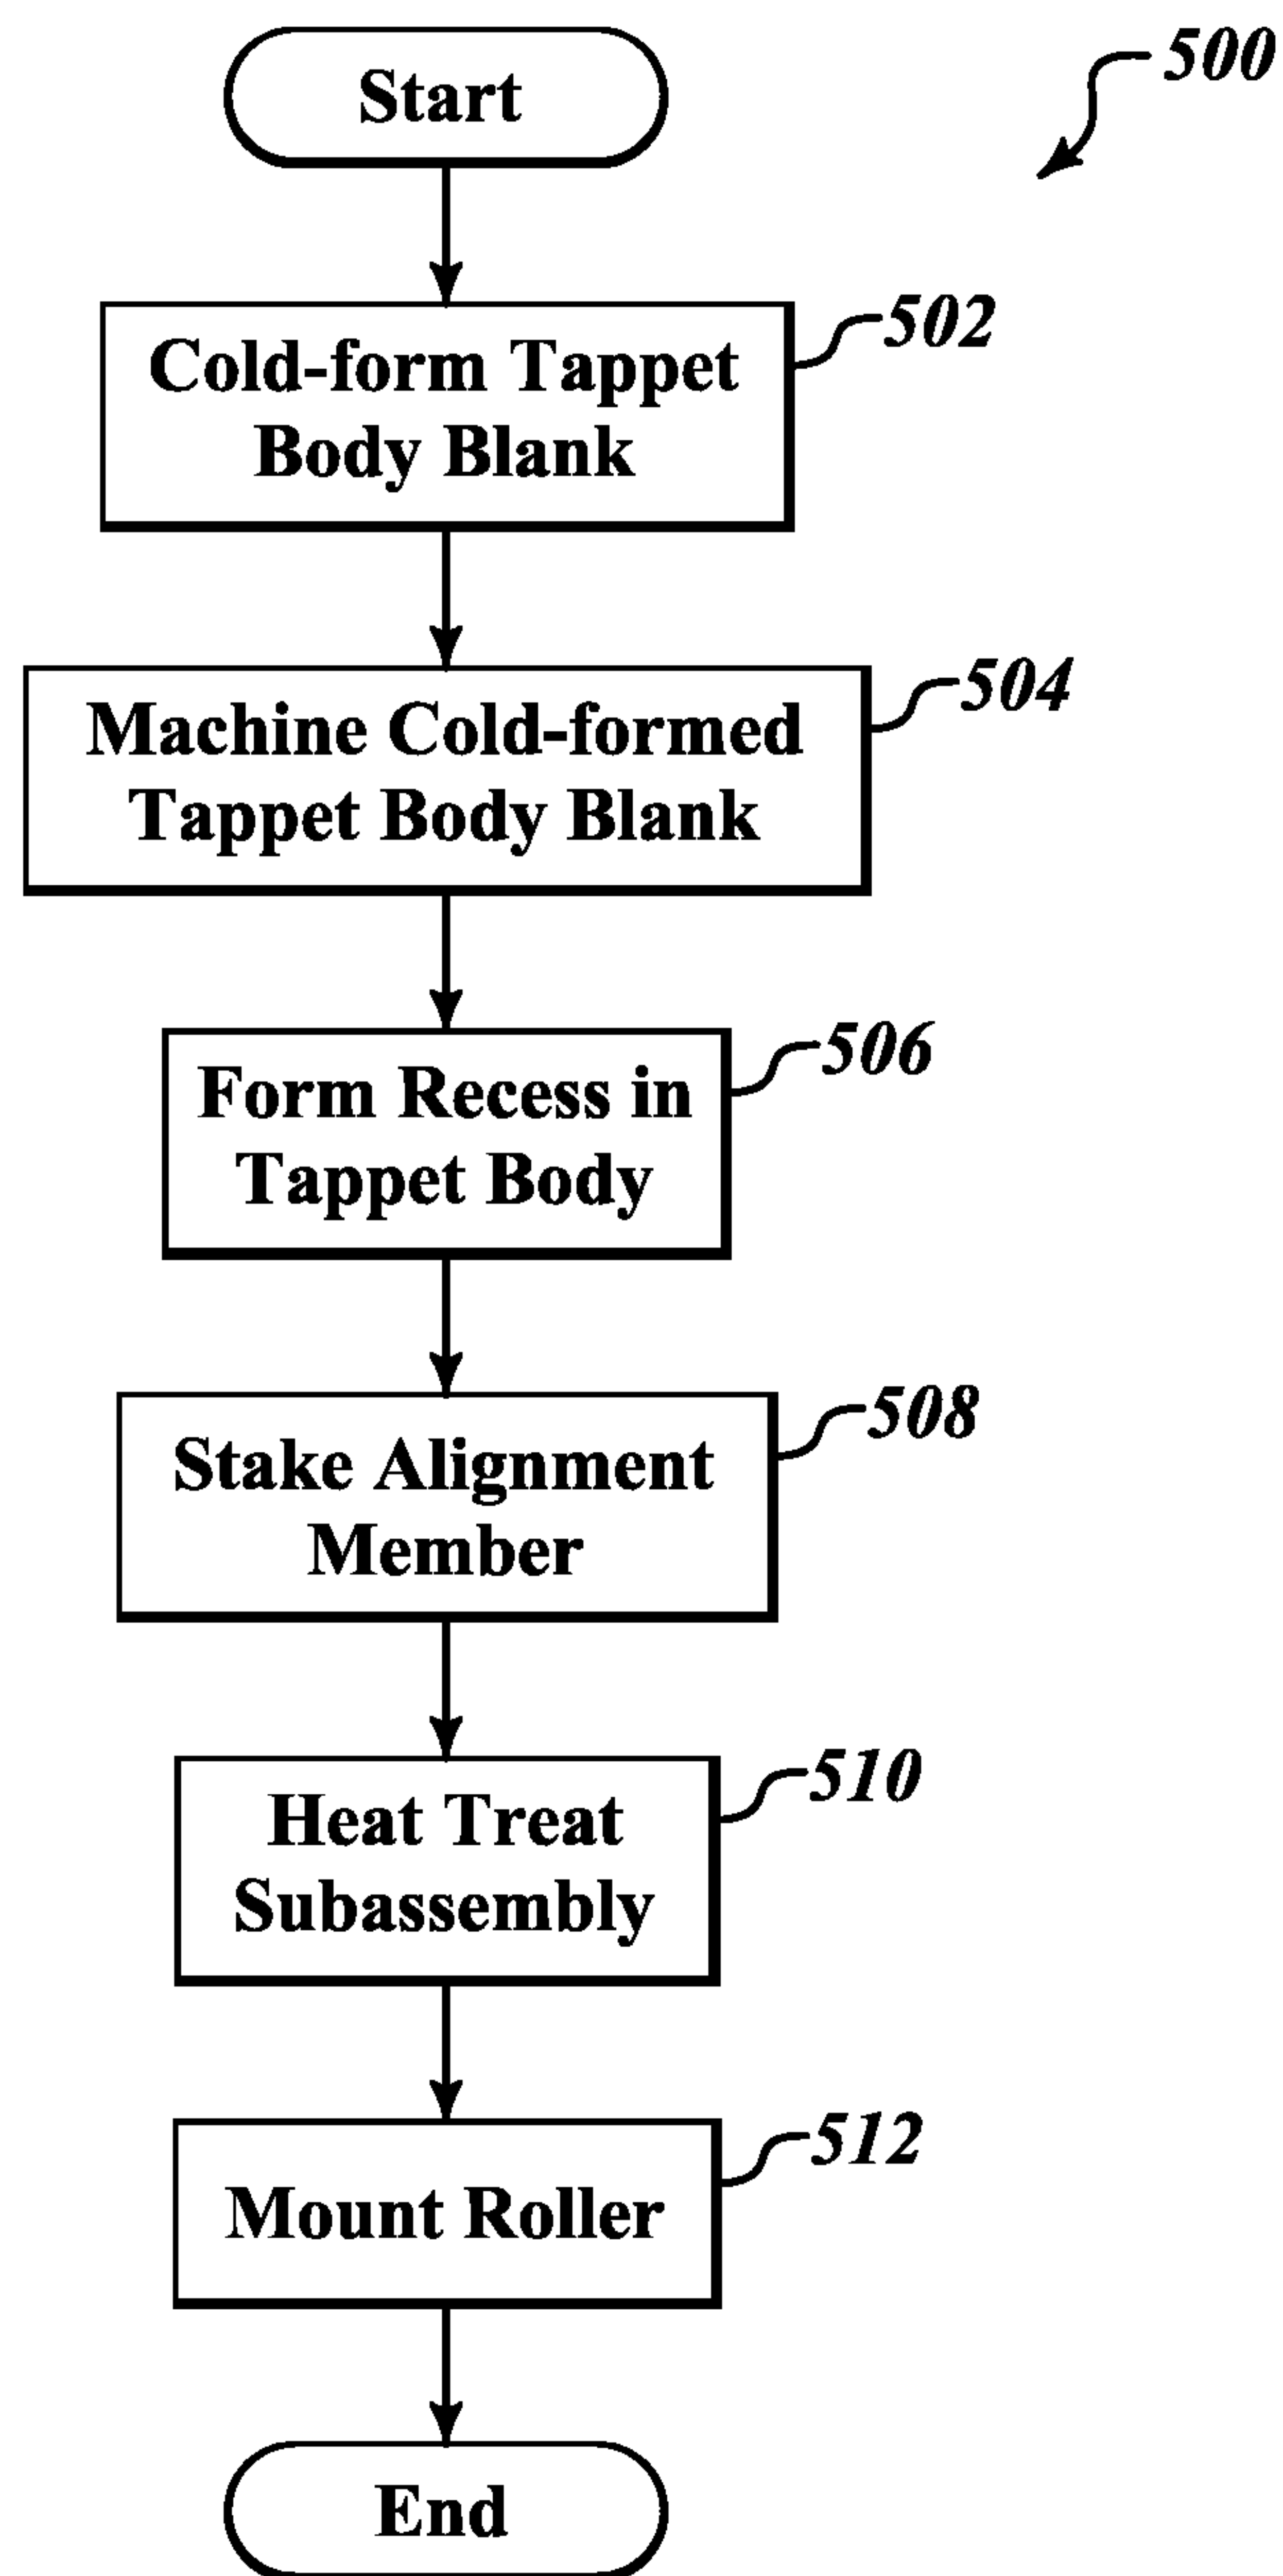 Start
500
Cold-form Tappet
Body Blank
502
Machine Cold-formed
Tappet Body Blank
504
Form Recess in
Tappet Body
506
Stake Alignment
Member
508
Heat Treat
Subassembly
510
Mount Roller
512
End